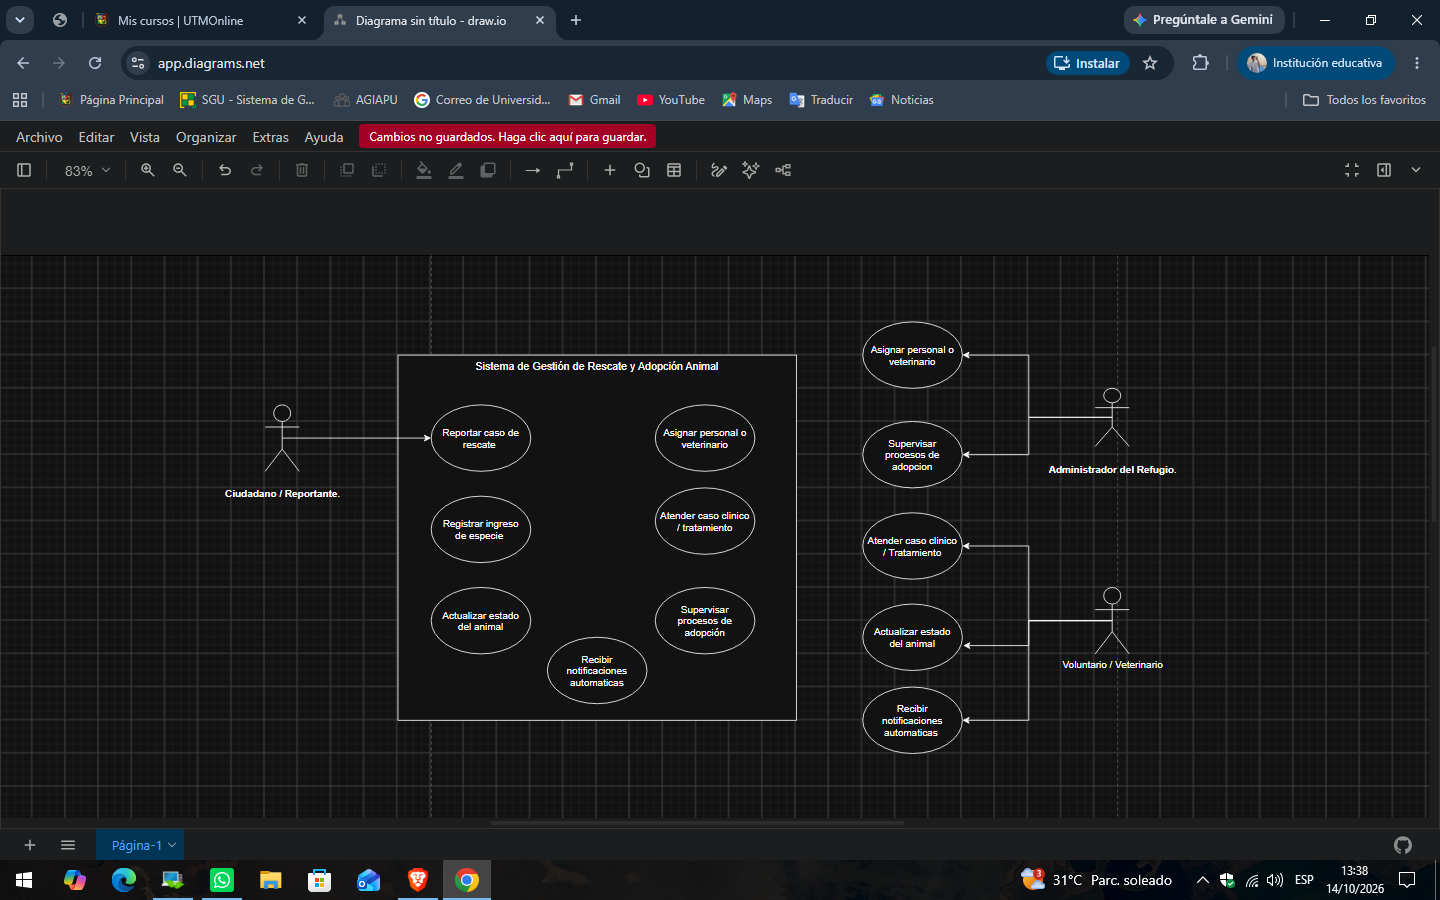 Mis cursos | UTMOnline
Diagrama sin título - draw.io
Pregúntale a Gemini
app.diagrams.net
Instalar
Institución educativa
Página Principal
SGU - Sistema de G...
AGIAPU
Correo de Universid...
Gmail
YouTube
Maps
Traducir
Noticias
Todos los favoritos
Archivo
Editar
Vista
Organizar
Extras
Ayuda
Cambios no guardados. Haga clic aquí para guardar.
83%
Sistema de Gestión de Rescate y Adopción Animal
Ciudadano / Reportante.
Reportar caso de
rescate
Registrar ingreso
de especie
Actualizar estado
del animal
Recibir
notificaciones
automaticas
Asignar personal o
veterinario
Atender caso clinico
/ tratamiento
Supervisar
procesos de
adopción
Asignar personal o
veterinario
Supervisar
procesos de
adopcion
Administrador del Refugio.
Atender caso clinico
/ Tratamiento
Actualizar estado
del animal
Recibir
notificaciones
automaticas
Voluntario / Veterinario
Página-1
3
31°C Parc. soleado
ESP
13:38
14/10/2026